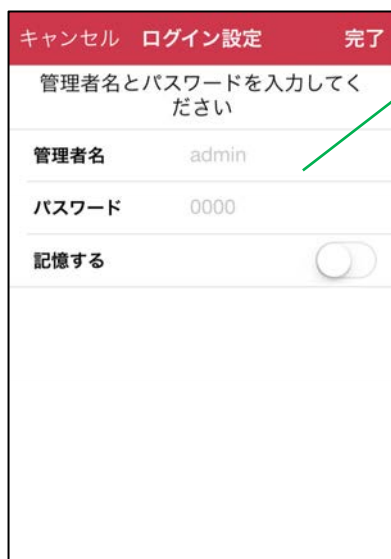 キャンセル ログイン設定 完了
管理者名とパスワードを入力してく
ださい
管理者名 admin
パスワード 0000
記憶する